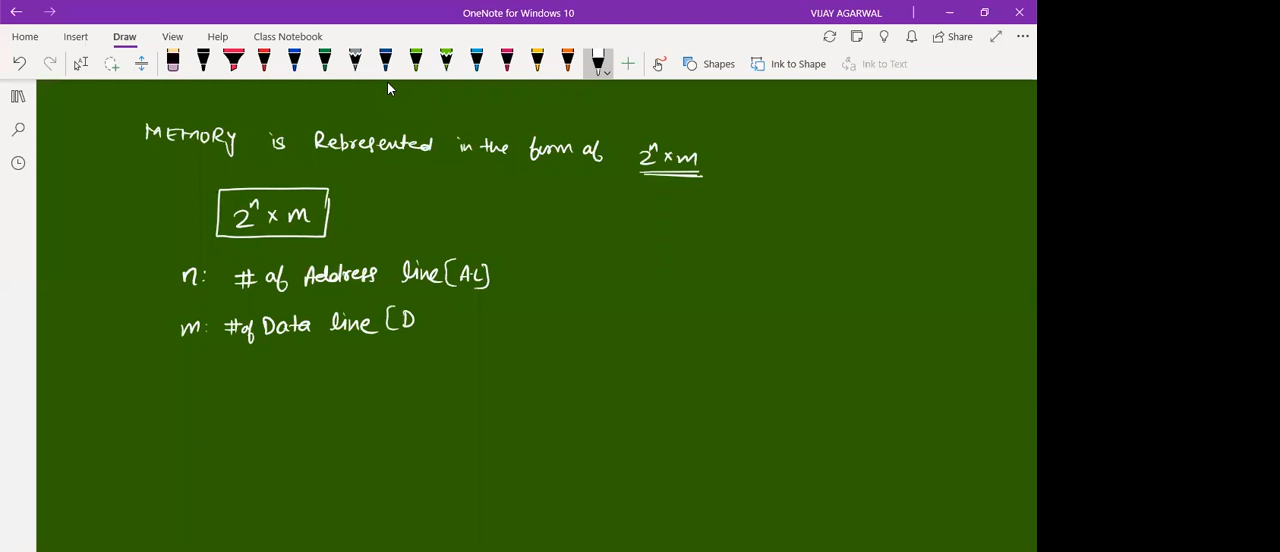 OneNote for Windows 10
VIJAY AGARWAL
Home Insert Draw View Help Class Notebook
Share
Shapes Ink to Shape Ink to Text
MEMORY is Rebresented in the form of 2ⁿ × m
2ⁿ × m
n: # of Address line [AL]
m: # of Data line [D